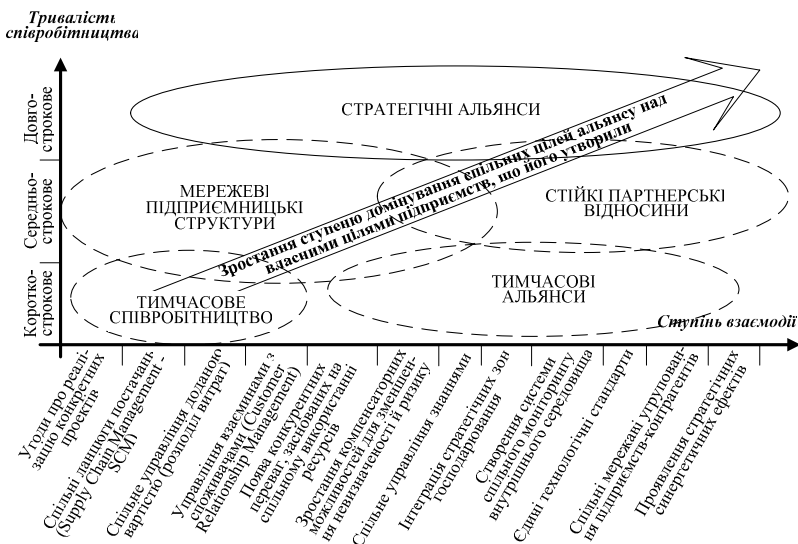 Тривалість
співробітництва
Довго-
строкове
Середньо-
строкове
Коротко-
строкове
СТРАТЕГІЧНІ АЛЬЯНСИ
МЕРЕЖЕВІ
ПІДПРИЄМНИЦЬКІ
СТРУКТУРИ
СТІЙКІ ПАРТНЕРСЬКІ
ВІДНОСИНИ
Зростання ступеню домінування спільних цілей альянсу над
власними цілями підприємств, що його утворили
ТИМЧАСОВЕ
СПІВРОБІТНИЦТВО
ТИМЧАСОВІ
АЛЬЯНСИ
Ступінь взаємодії
Угоди про реалі-
зацію конкретних
проектів
Спільні ланцюги постачань
(Supply Chain Management -
SCM)
Спільне управління доданою
вартістю (розподіл витрат)
Управління взаєминами з
споживачами (Customer
Relationship Management)
Поява конкурентних
переваг, заснованих на
спільному використанні
ресурсів
Зростання компенсаторних
можливостей для зменшен-
ня невизначеності й ризику
Спільне управління знаннями
Інтеграція стратегічних зон
господарювання
Створення системи
спільного моніторингу
внутрішнього середовища
Єдині технологічні стандарти
Спільні мережані угрупован-
ня підприємств-контрагентів
Проявлення стратегічних
синергетичних ефектів